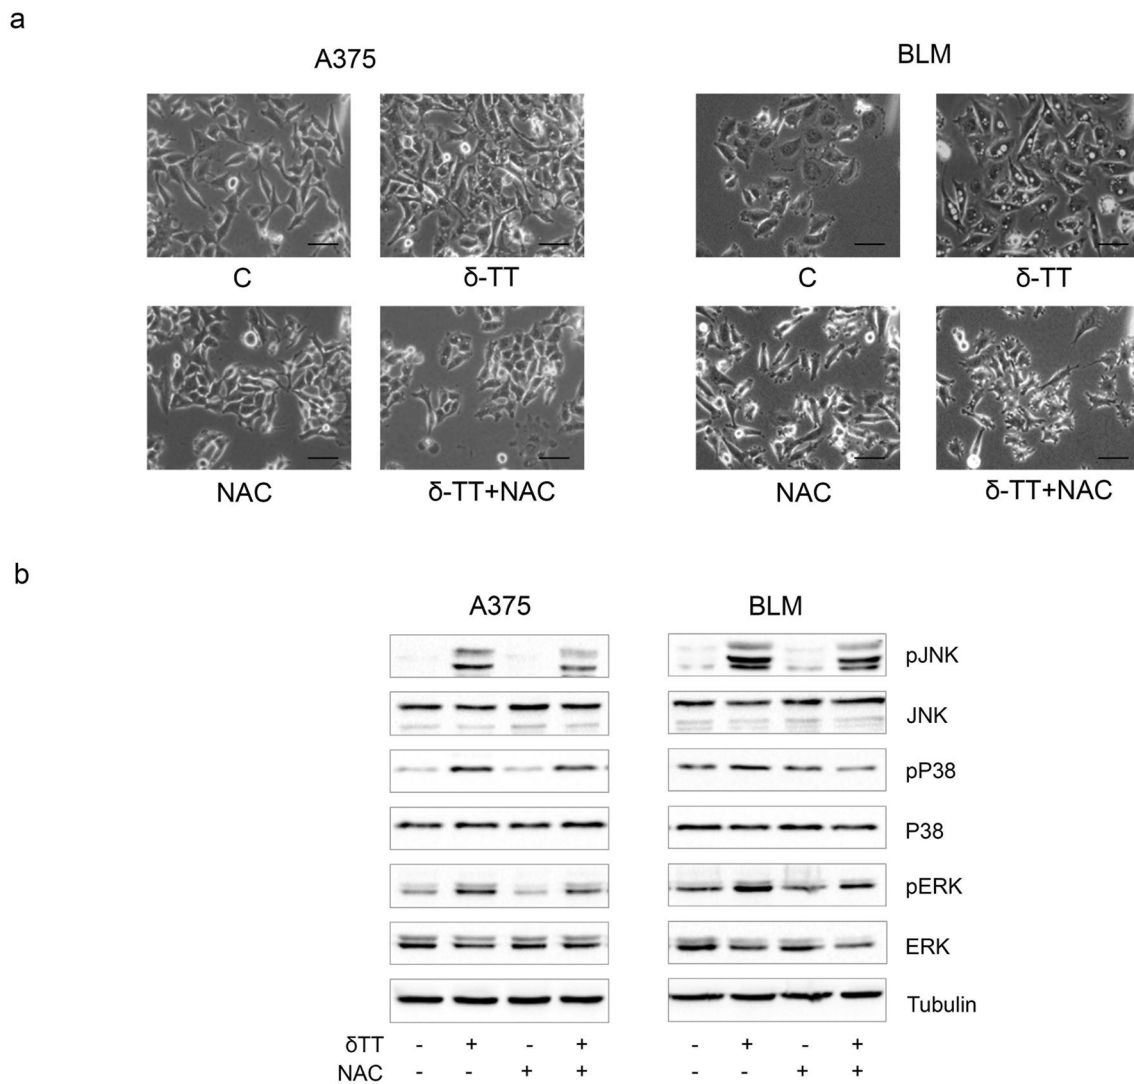 a
A375 BLM
C δ-TT C δ-TT
NAC δ-TT+NAC NAC δ-TT+NAC
b
A375 BLM
pJNK
JNK
pP38
P38
pERK
ERK
Tubulin
δTT - + - + - + - +
NAC - - + + - - + +